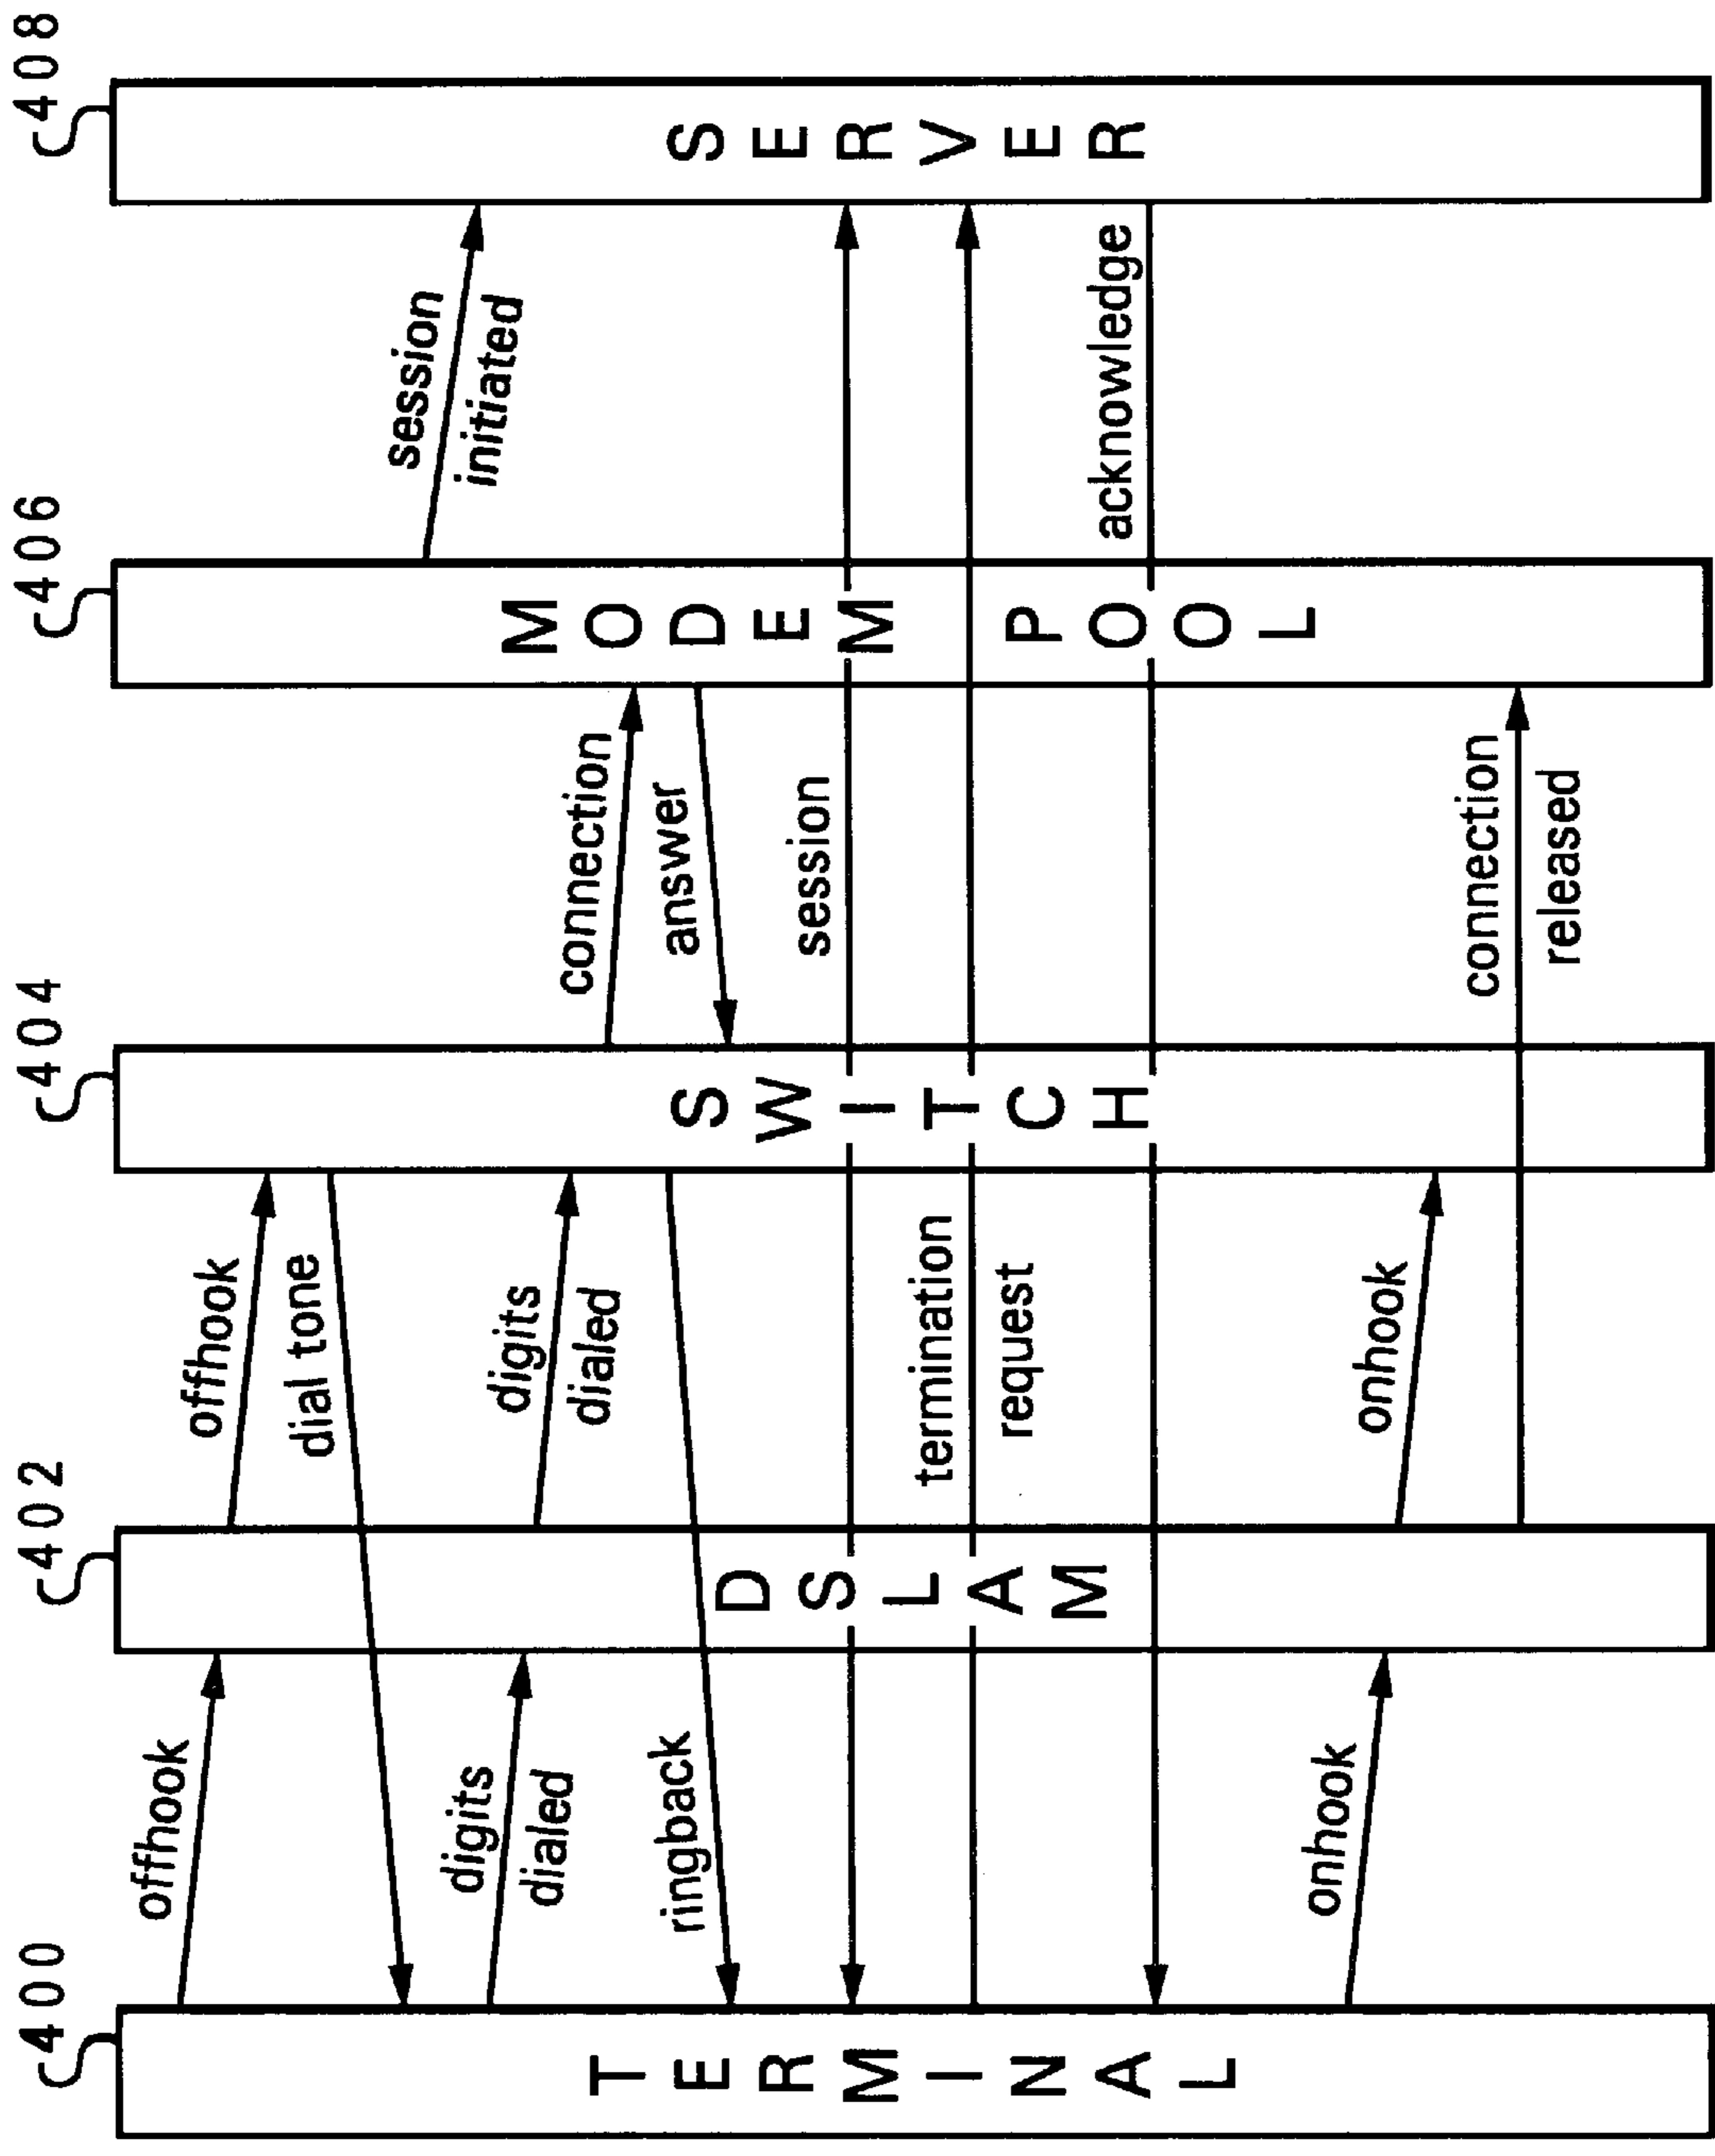 400
402
404
406
408
TERMINAL
DSLAM
SWITCH
MODEM POOL
SERVER
offhook
offhook
dial tone
digits
dialed
digits
dialed
session
initiated
connection
ringback
answer
session
termination
request
acknowledge
onhook
onhook
connection
released